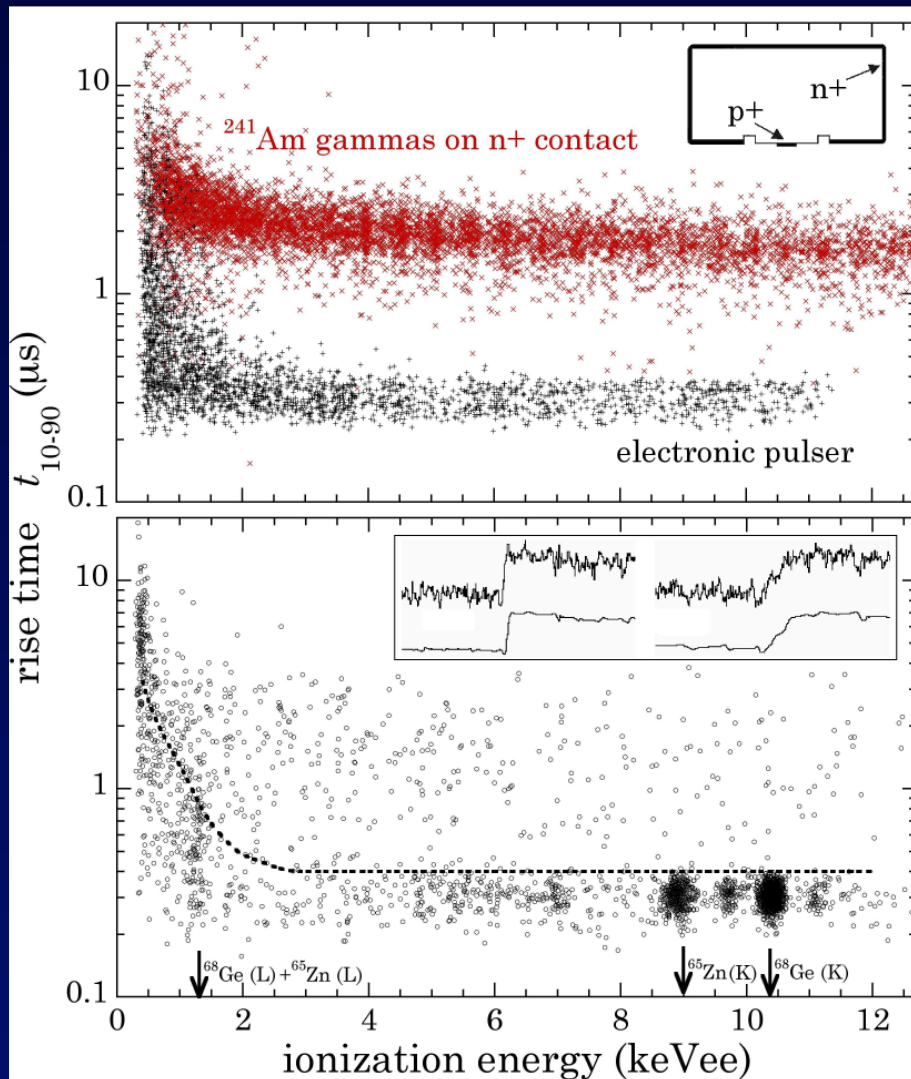 10
1
0.1
²⁴¹Am gammas on n+ contact
p+
n+
electronic pulser
rise time t₁₀₋₉₀ (µs)
10
1
0.1
⁶⁸Ge (L) + ⁶⁵Zn (L)
⁶⁵Zn(K)
⁶⁸Ge (K)
0 2 4 6 8 10 12
ionization energy (keVee)